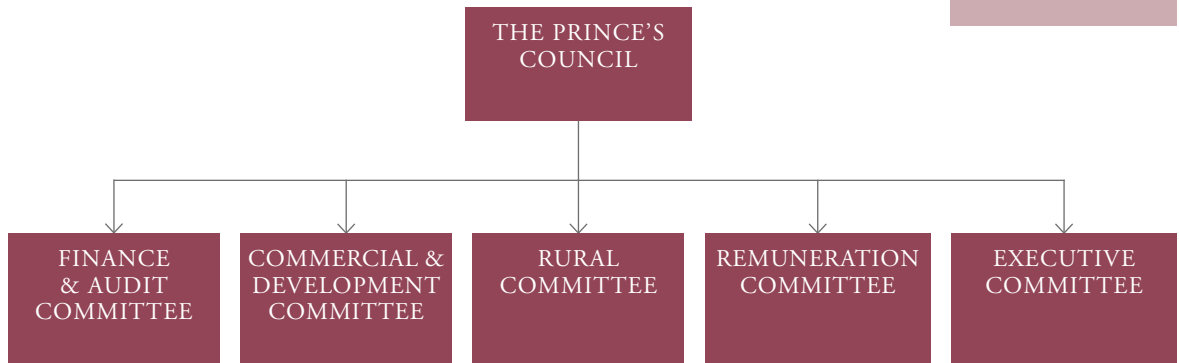 THE PRINCE’S
COUNCIL
FINANCE
& AUDIT
COMMITTEE
COMMERCIAL &
DEVELOPMENT
COMMITTEE
RURAL
COMMITTEE
REMUNERATION
COMMITTEE
EXECUTIVE
COMMITTEE